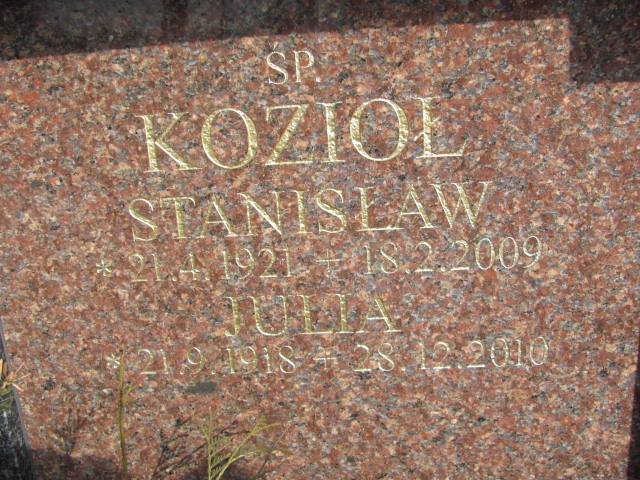 ŚP.
KOZIOŁ
STANISŁAW
* 21.4.1921 + 18.2.2009
JULIA
* 21.9.1918 + 28.12.2010